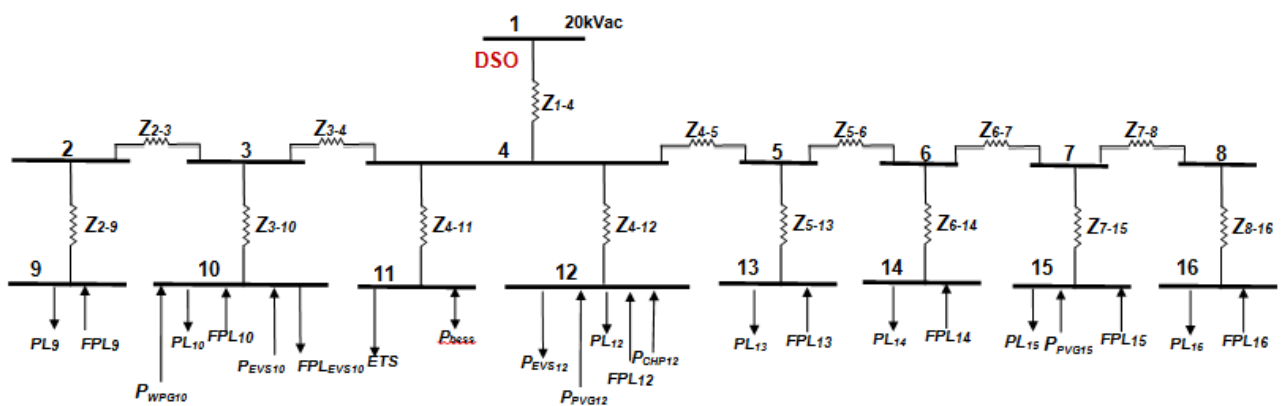 1 20kVac
DSO
Z1-4
Z2-3 Z3-4 Z4-5 Z5-6 Z6-7 Z7-8
2 3 4 5 6 7 8
Z2-9 Z3-10 Z4-11 Z4-12 Z5-13 Z6-14 Z7-15 Z8-16
9 10 11 12 13 14 15 16
PL9 FPL9 PL10 FPL10 PEVS10 FPLEVS10 ETS Pbess PEVS12 PL12 PCHP12 PL13 FPL13 PL14 FPL14 PL15 PPVG15 FPL15 PL16 FPL16
PWPG10 PPVG12 FPL12